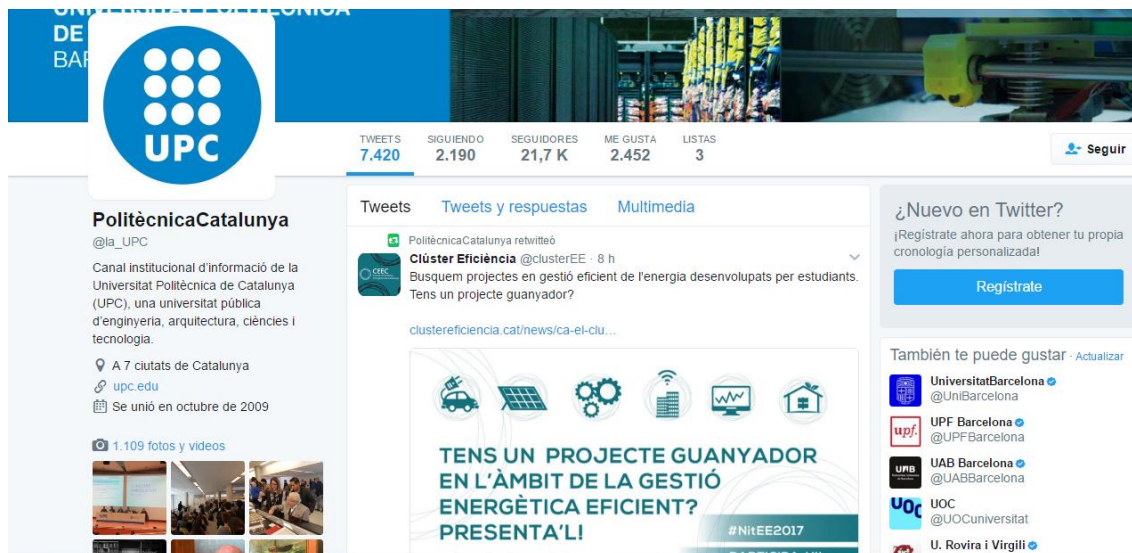 DE
UPC
TWEETS
7.420
SIGUIENDO
2.190
SEGUIDORES
21,7 K
ME GUSTA
2.452
LISTAS
3
Seguir
PolitècnicaCatalunya
@la_UPC
Canal institucional d'informació de la
Universitat Politècnica de Catalunya
(UPC), una universitat pública
d'enginyeria, arquitectura, ciències i
tecnologia.
A 7 ciutats de Catalunya
upc.edu
Se unió en octubre de 2009
1.109 fotos y videos
Tweets Tweets y respuestas Multimedia
PolitècnicaCatalunya retwitteó
Clúster Eficiència @clusterEE · 8 h
CEEC
Busquem projectes en gestió eficient de l'energia desenvolupats per estudiants.
Tens un projecte guanyador?
clustereficiencia.cat/news/ca-el-clu...
TENS UN PROJECTE GUANYADOR
EN L'ÀMBIT DE LA GESTIÓ
ENERGÈTICA EFICIENT?
PRESENTA'L!
#NitEE2017
¿Nuevo en Twitter?
¡Regístrate ahora para obtener tu propia
cronología personalizada!
Regístrate
También te puede gustar · Actualizar
UniversitatBarcelona
@UniBarcelona
upf.
UPF Barcelona
@UPFBarcelona
UAB
UAB Barcelona
@UABBarcelona
UOC
UOC
@UOCuniversitat
U. Rovira i Virgili